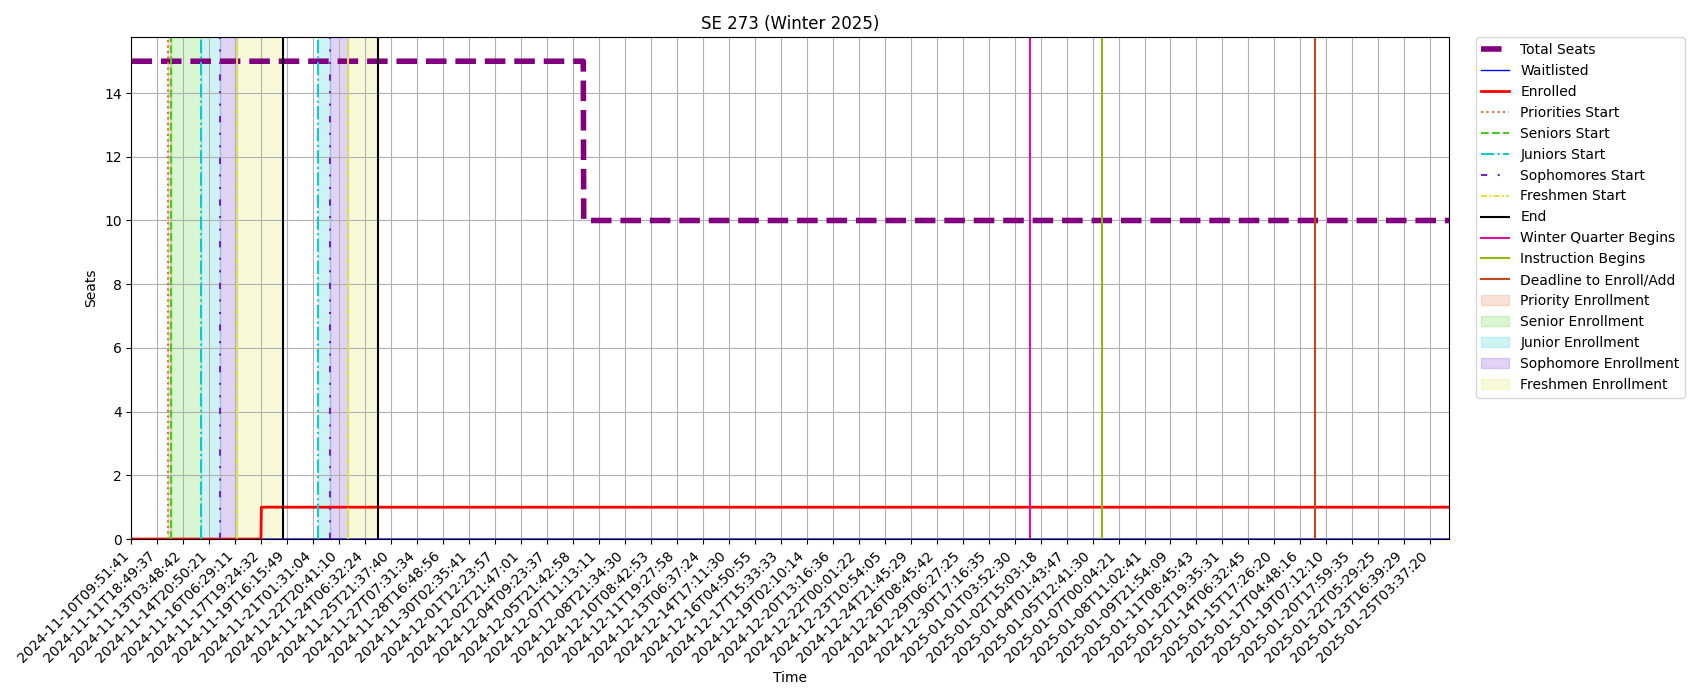 SE 273 (Winter 2025)
Total Seats
Waitlisted
Enrolled
Priorities Start
Seniors Start
Juniors Start
Sophomores Start
Freshmen Start
End
Winter Quarter Begins
Instruction Begins
Deadline to Enroll/Add
Priority Enrollment
Senior Enrollment
Junior Enrollment
Sophomore Enrollment
Freshmen Enrollment
Seats
14
12
10
8
6
4
2
0
2024-11-10T09:51:41
2024-11-11T18:49:37
2024-11-13T03:48:42
2024-11-14T20:50:21
2024-11-16T06:29:11
2024-11-17T19:24:32
2024-11-19T16:15:49
2024-11-21T01:31:04
2024-11-22T20:41:10
2024-11-24T06:32:24
2024-11-25T21:37:40
2024-11-27T07:31:34
2024-11-28T16:48:56
2024-11-30T02:35:41
2024-12-01T12:23:57
2024-12-02T21:47:01
2024-12-04T09:23:37
2024-12-05T21:42:58
2024-12-07T11:13:11
2024-12-08T21:34:30
2024-12-10T08:42:53
2024-12-11T19:27:58
2024-12-13T06:37:24
2024-12-14T17:11:30
2024-12-16T04:50:55
2024-12-17T15:33:33
2024-12-19T02:10:14
2024-12-20T13:16:36
2024-12-22T00:01:22
2024-12-23T10:54:05
2024-12-24T21:45:29
2024-12-26T08:45:42
2024-12-29T06:27:25
2024-12-30T17:16:35
2025-01-01T03:52:30
2025-01-02T15:03:18
2025-01-04T01:43:47
2025-01-05T12:41:30
2025-01-07T00:04:21
2025-01-08T11:02:41
2025-01-09T21:54:09
2025-01-11T08:45:43
2025-01-12T19:35:31
2025-01-14T06:32:45
2025-01-15T17:26:20
2025-01-17T04:48:16
2025-01-19T07:12:10
2025-01-20T17:59:35
2025-01-22T05:29:25
2025-01-23T16:39:29
2025-01-25T03:37:20
Time